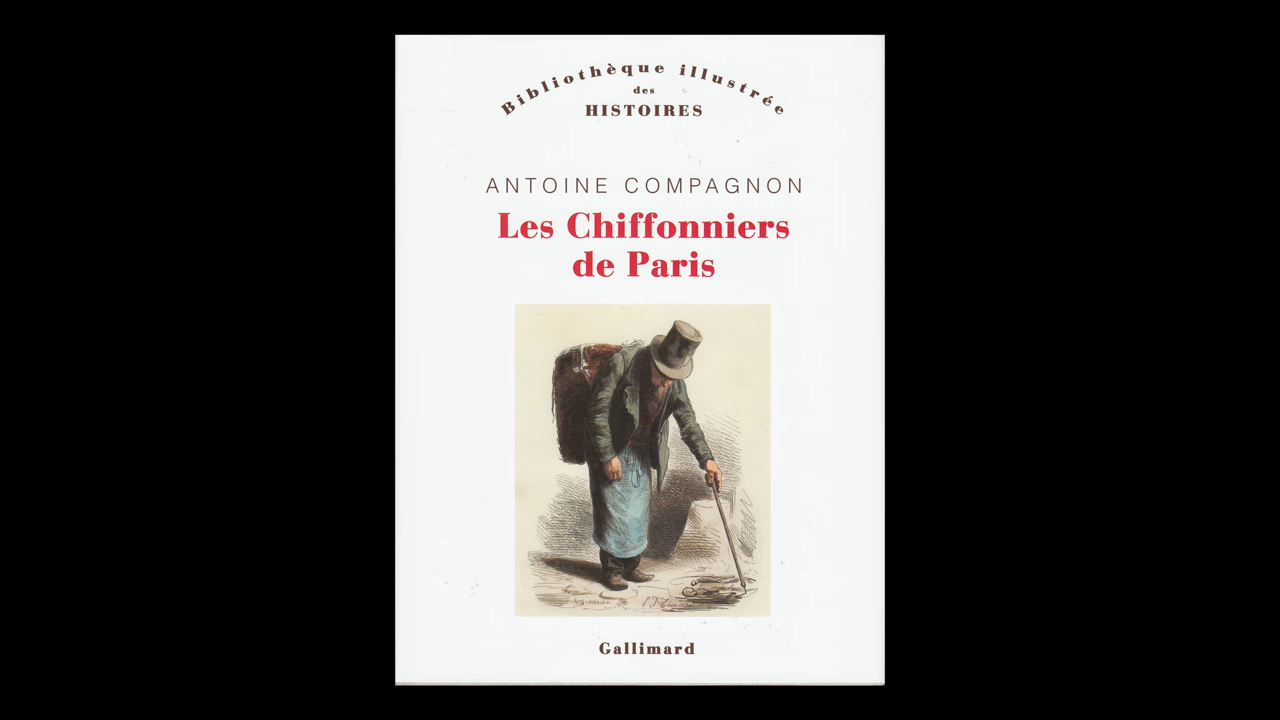 Bibliothèque illustrée
des
HISTOIRES
ANTOINE COMPAGNON
Les Chiffonniers
de Paris
Gallimard